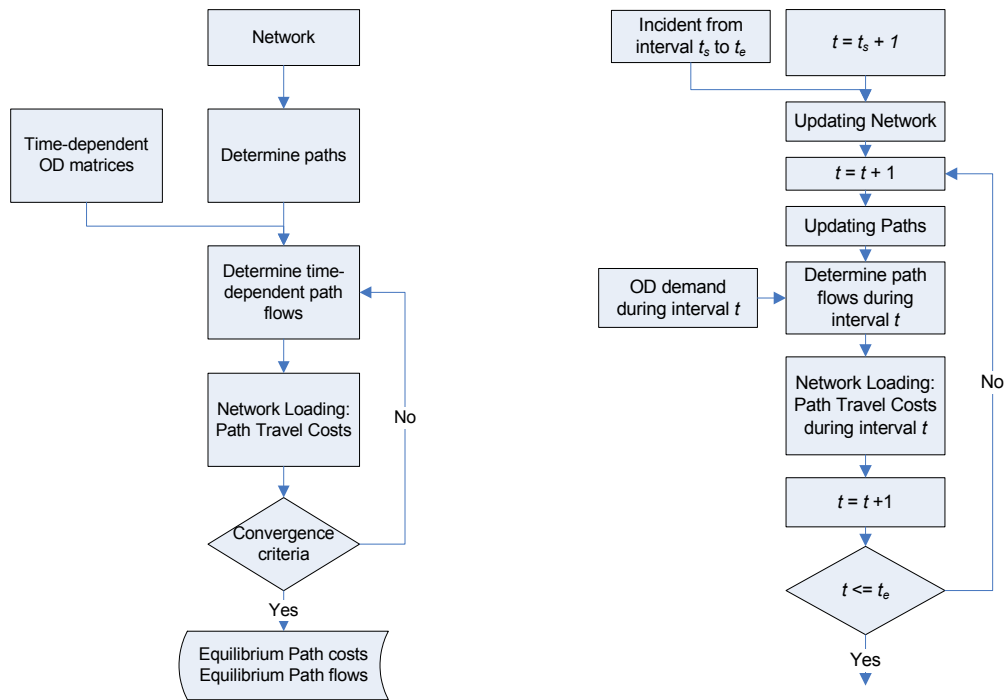 Network
Time-dependent
OD matrices
Determine paths
Determine time-
dependent path
flows
Network Loading:
Path Travel Costs
No
Convergence
criteria
Yes
Equilibrium Path costs
Equilibrium Path flows
Incident from
interval ts to te
t = ts + 1
Updating Network
t = t + 1
Updating Paths
OD demand
during interval t
Determine path
flows during
interval t
Network Loading:
Path Travel Costs
during interval t
No
t = t +1
t <= te
Yes